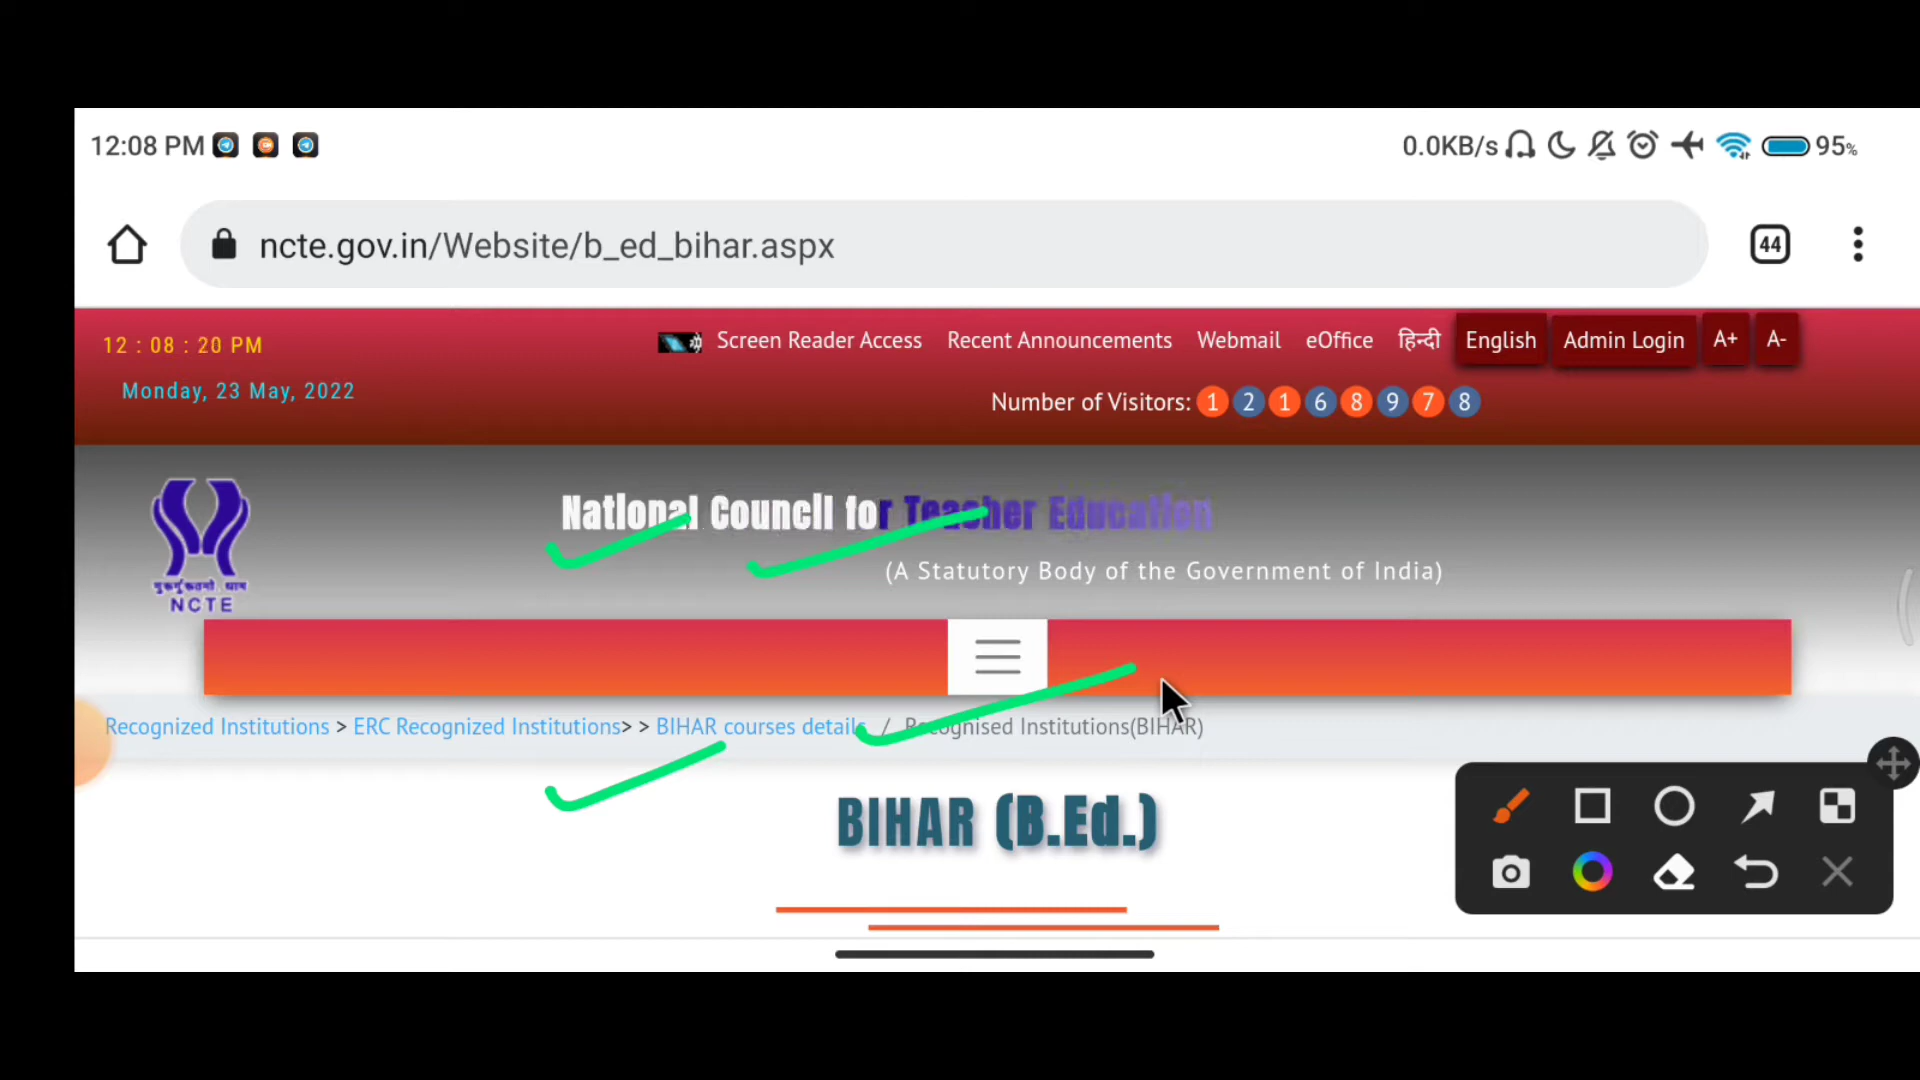 12:08 PM
0.0KB/s 95%
ncte.gov.in/Website/b_ed_bihar.aspx
44
12 : 08 : 20 PM
Screen Reader Access Recent Announcements Webmail eOffice हिन्दी English Admin Login A+ A-
Monday, 23 May, 2022
Number of Visitors: 1 2 1 6 8 9 7 8
National Council for Teacher Education
(A Statutory Body of the Government of India)
NCTE
Recognized Institutions > ERC Recognized Institutions> > BIHAR courses details / Recognised Institutions(BIHAR)
BIHAR (B.Ed.)